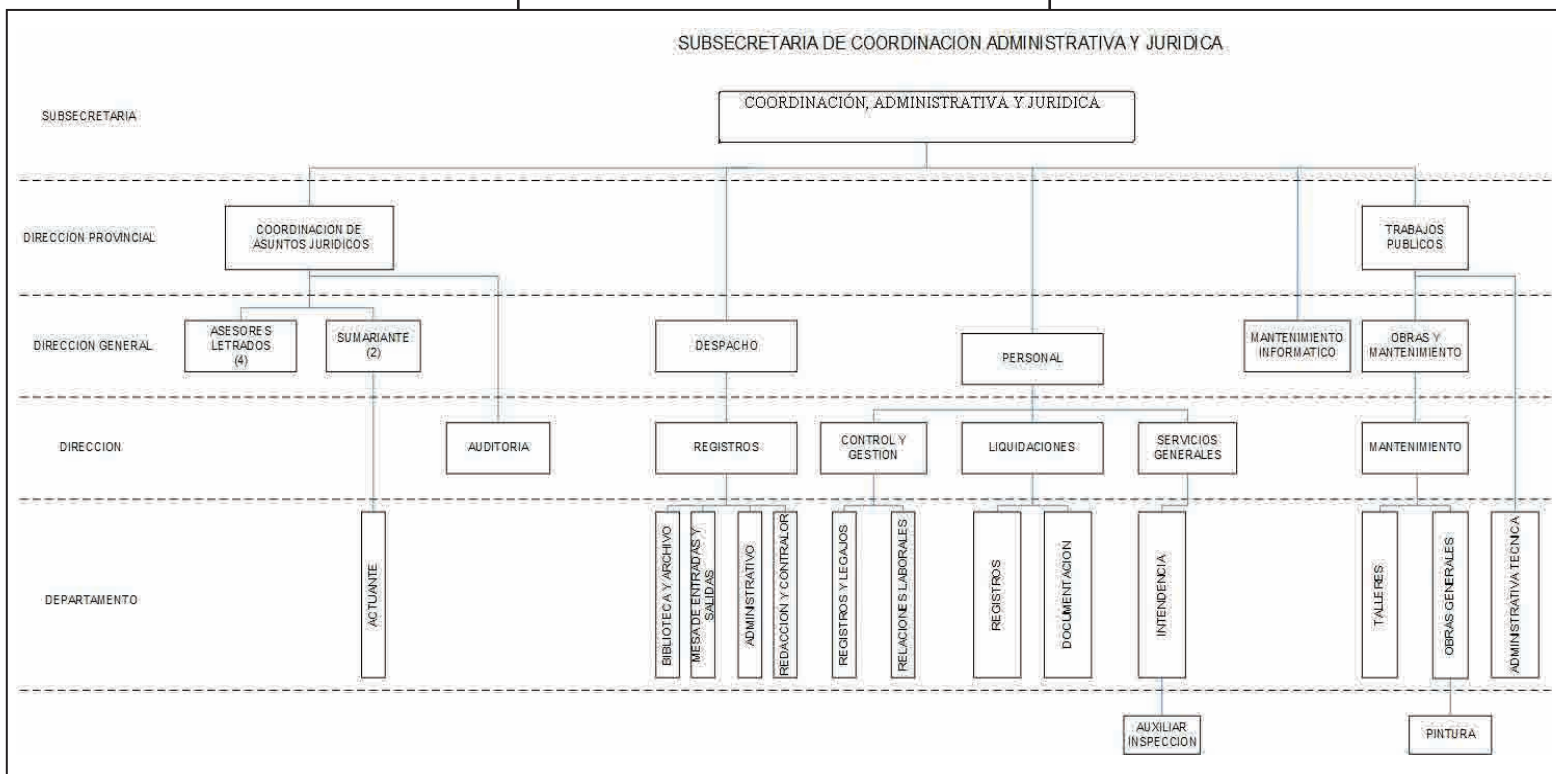 SUBSECRETARIA DE COORDINACION ADMINISTRATIVA Y JURIDICA
SUBSECRETARIA
COORDINACIÓN, ADMINISTRATIVA Y JURIDICA
DIRECCION PROVINCIAL
COORDINACION DE
ASUNTOS JURIDICOS
TRABAJOS
PUBLICOS
DIRECCION GENERAL
ASESORES
LETRADOS
(4)
SUMARIANTE
(2)
DESPACHO
PERSONAL
MANTENIMIENTO
INFORMATICO
OBRAS Y
MANTENIMIENTO
DIRECCION
AUDITORIA
REGISTROS
CONTROL Y
GESTION
LIQUIDACIONES
SERVICIOS
GENERALES
MANTENIMIENTO
DEPARTAMENTO
ACTUANTE
BIBLIOTECA Y ARCHIVO
MESA DE ENTRADAS Y
SALIDAS
ADMINISTRATIVO
REDACCION Y CONTRALOR
REGISTROS Y LEGAJOS
RELACIONES LABORALES
REGISTROS
DOCUMENTACION
INTENDENCIA
TALLERES
OBRAS GENERALES
ADMINISTRATIVA TECNICA
AUXILIAR
INSPECCION
PINTURA